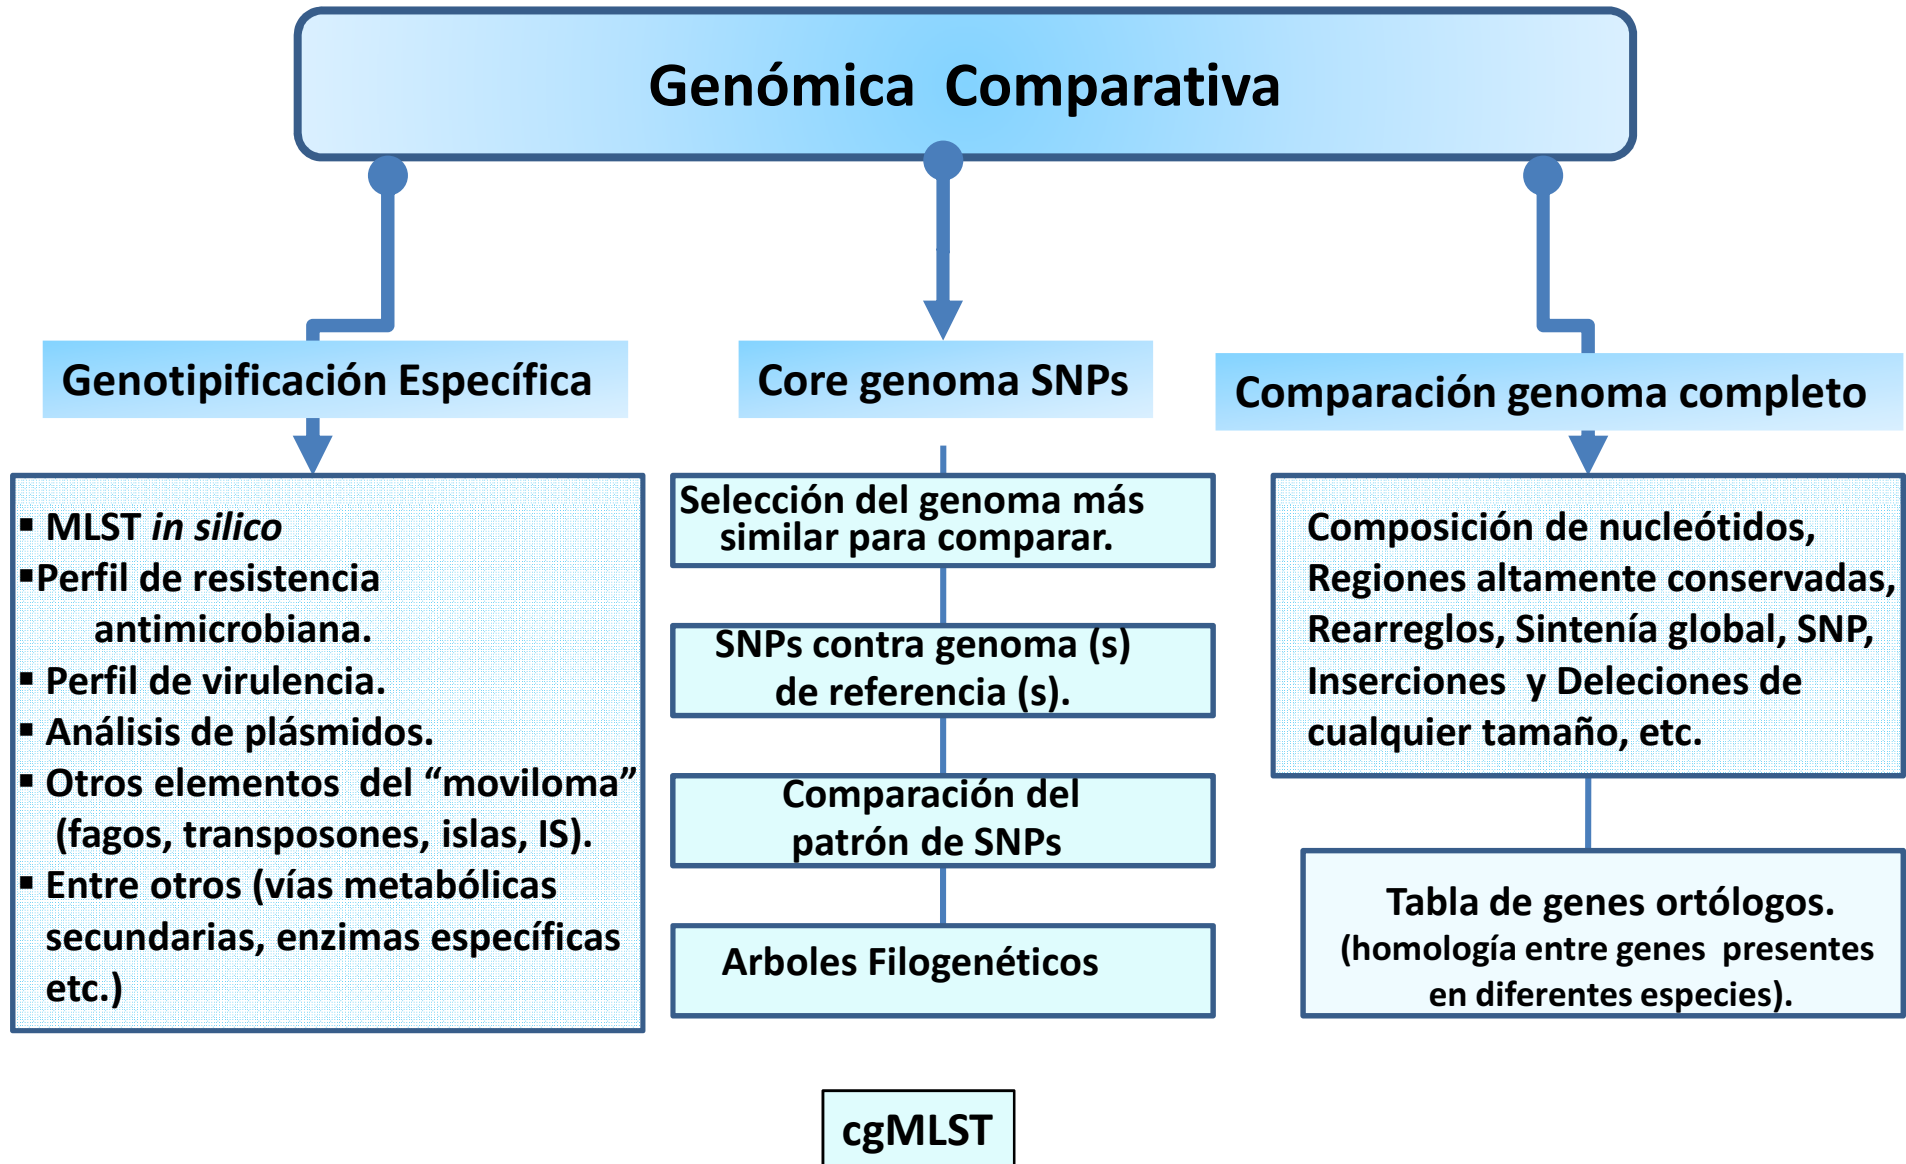 Genómica Comparativa
Genotipificación Específica
▪ MLST in silico
▪Perfil de resistencia
antimicrobiana.
▪ Perfil de virulencia.
▪ Análisis de plásmidos.
▪ Otros elementos del “moviloma”
(fagos, transposones, islas, IS).
▪ Entre otros (vías metabólicas
secundarias, enzimas específicas
etc.)
Core genoma SNPs
Selección del genoma más
similar para comparar.
SNPs contra genoma (s)
de referencia (s).
Comparación del
patrón de SNPs
Arboles Filogenéticos
cgMLST
Comparación genoma completo
Composición de nucleótidos,
Regiones altamente conservadas,
Rearreglos, Sintenía global, SNP,
Inserciones y Deleciones de
cualquier tamaño, etc.
Tabla de genes ortólogos.
(homología entre genes presentes
en diferentes especies).